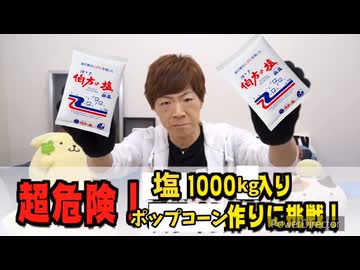 伯方の塩
伯方の塩
超危険!
塩1000kg入り
ポップコーン作りに挑戦!
PowerDirector